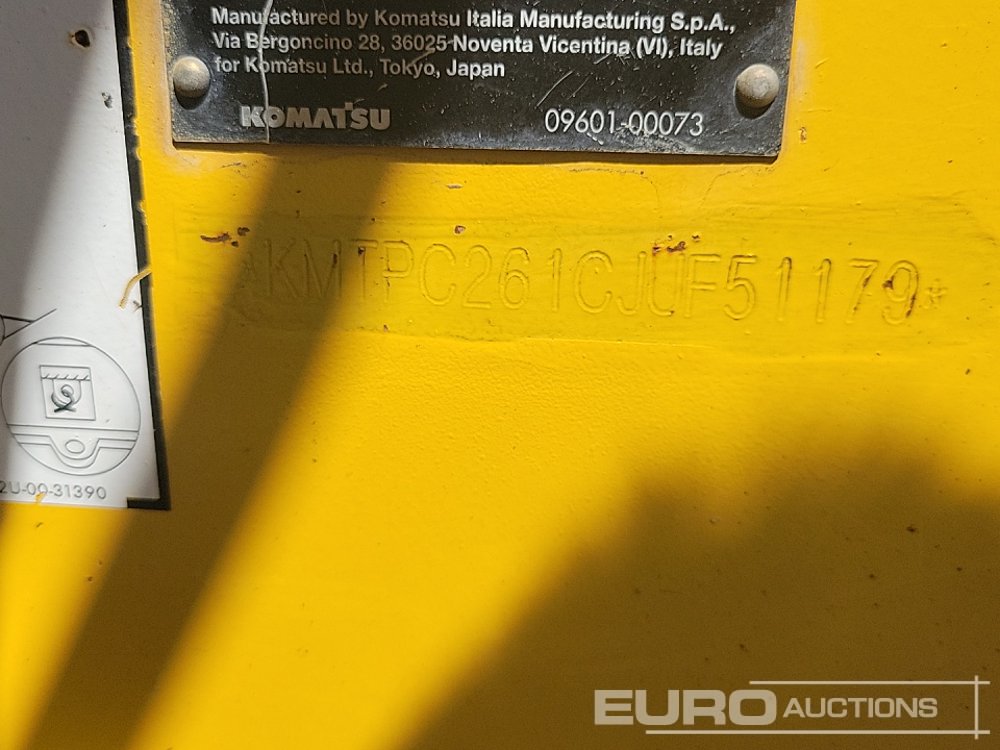 Manufactured by Komatsu Italia Manufacturing S.p.A.,
Via Bergoncino 28, 36025 Noventa Vicentina (VI), Italy
for Komatsu Ltd., Tokyo, Japan
KOMATSU 09601-00073
*KMTPC261CJUF51179*
2U-00-31390
EURO AUCTIONS